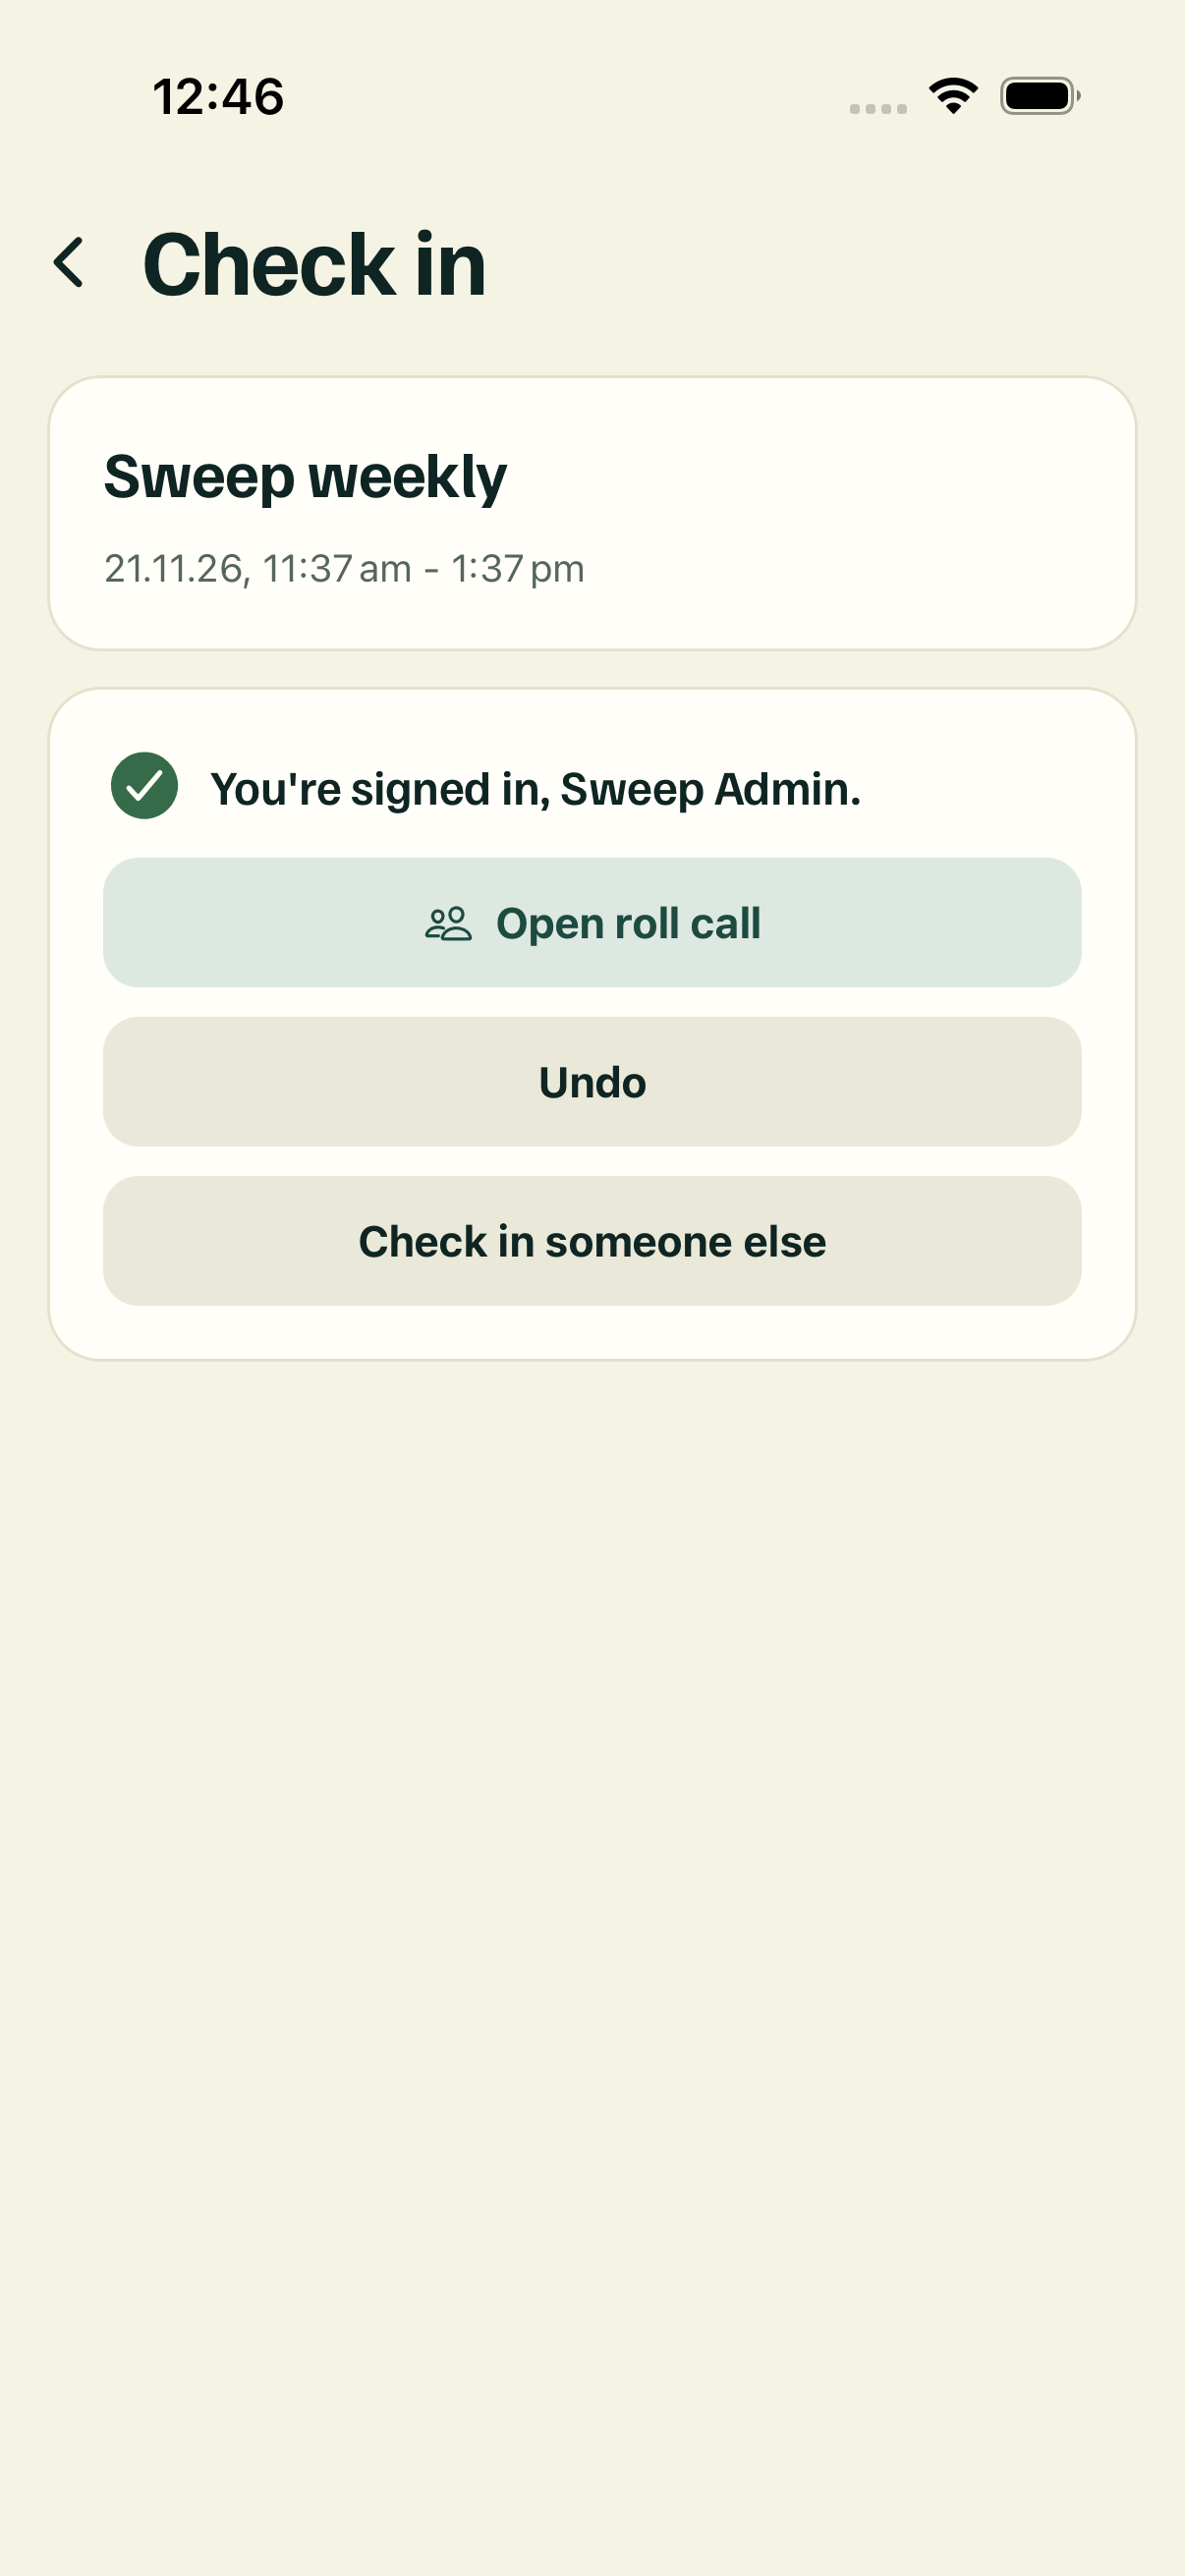 12:46
Check in
Sweep weekly
21.11.26, 11:37 am - 1:37 pm
You're signed in, Sweep Admin.
Open roll call
Undo
Check in someone else